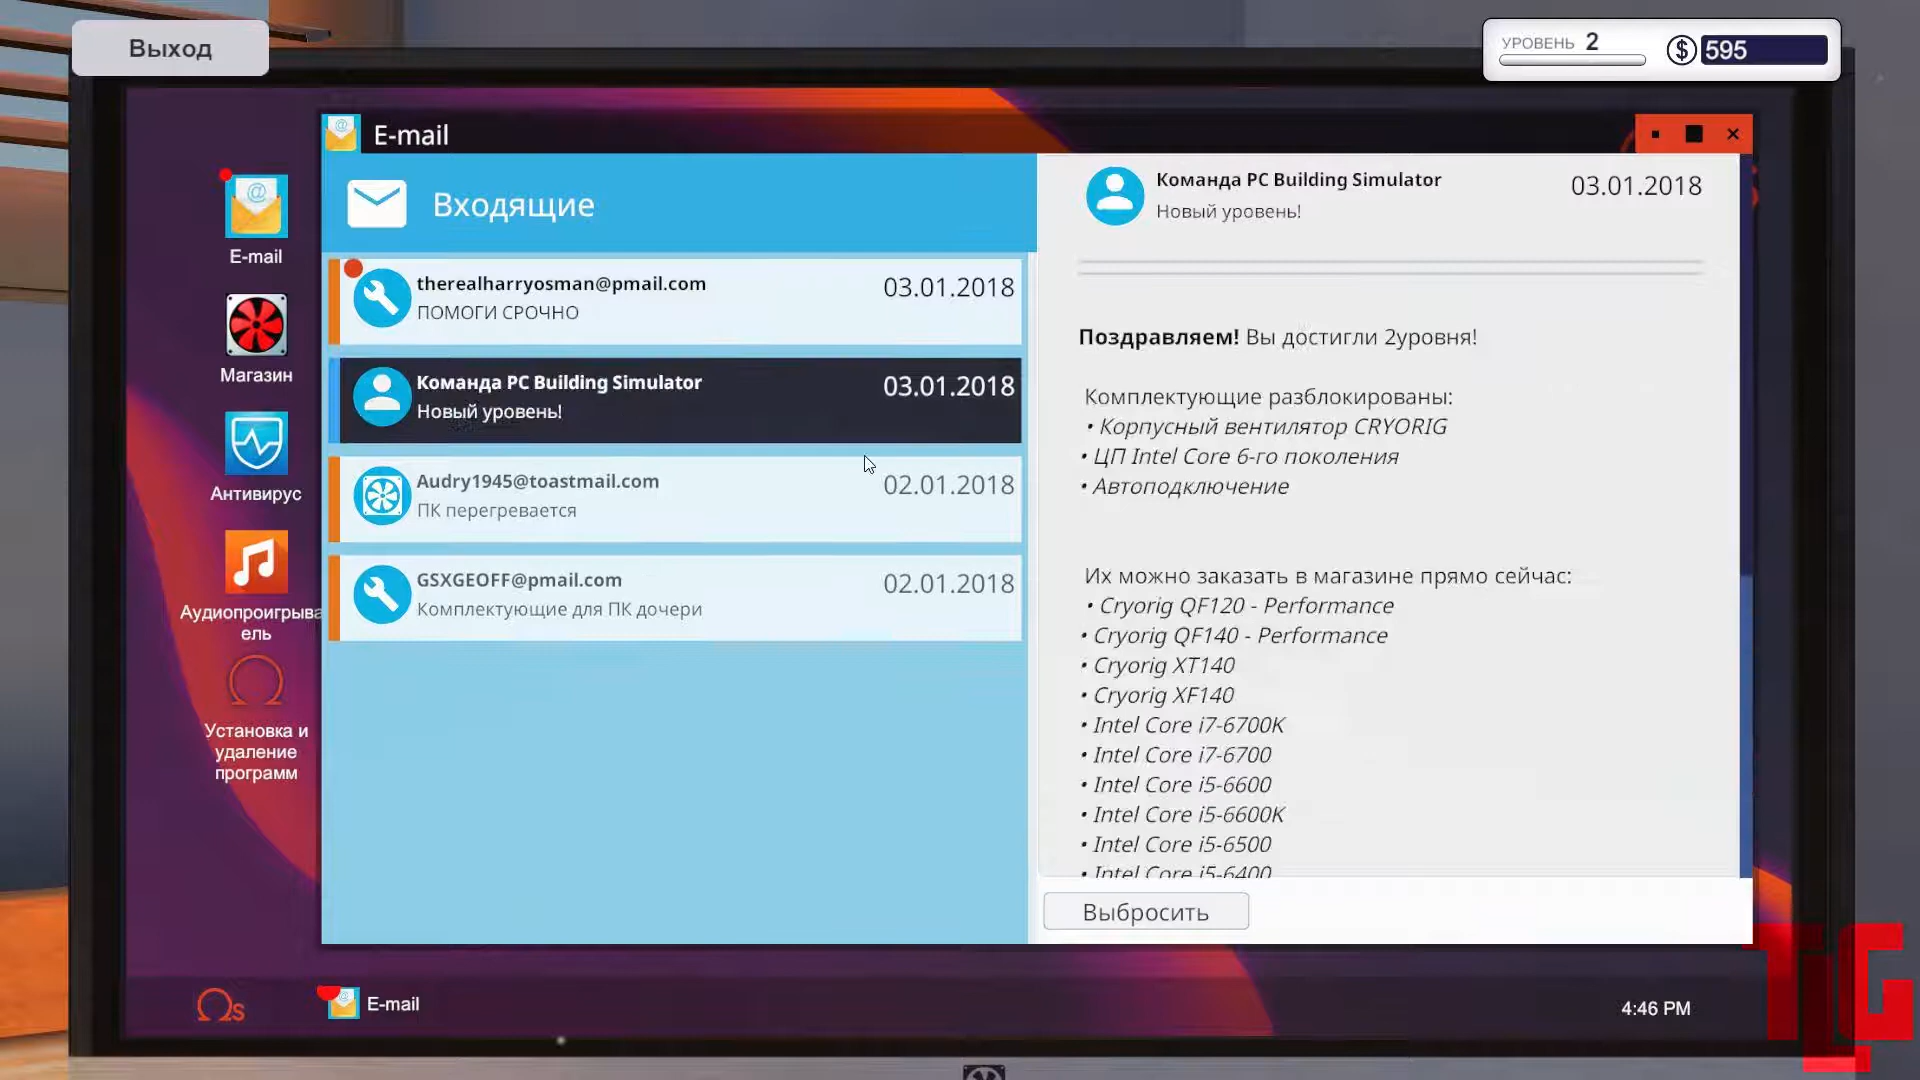 Выход
УРОВЕНЬ 2
$ 595
E-mail
E-mail
Магазин
Антивирус
Аудиопроигрыва
ель
Установка и
удаление
программ
Входящие
therealharryosman@pmail.com
03.01.2018
ПОМОГИ СРОЧНО
Команда PC Building Simulator
03.01.2018
Новый уровень!
Audry1945@toastmail.com
02.01.2018
ПК перегревается
GSXGEOFF@pmail.com
02.01.2018
Комплектующие для ПК дочери
Команда PC Building Simulator
03.01.2018
Новый уровень!
Поздравляем! Вы достигли 2уровня!
Комплектующие разблокированы:
• Корпусный вентилятор CRYORIG
• ЦП Intel Core 6-го поколения
• Автоподключение
Их можно заказать в магазине прямо сейчас:
• Cryorig QF120 - Performance
• Cryorig QF140 - Performance
• Cryorig XT140
• Cryorig XF140
• Intel Core i7-6700K
• Intel Core i7-6700
• Intel Core i5-6600
• Intel Core i5-6600K
• Intel Core i5-6500
• Intel Core i5-6400
Выбросить
Ωs
E-mail
4:46 PM
TLG